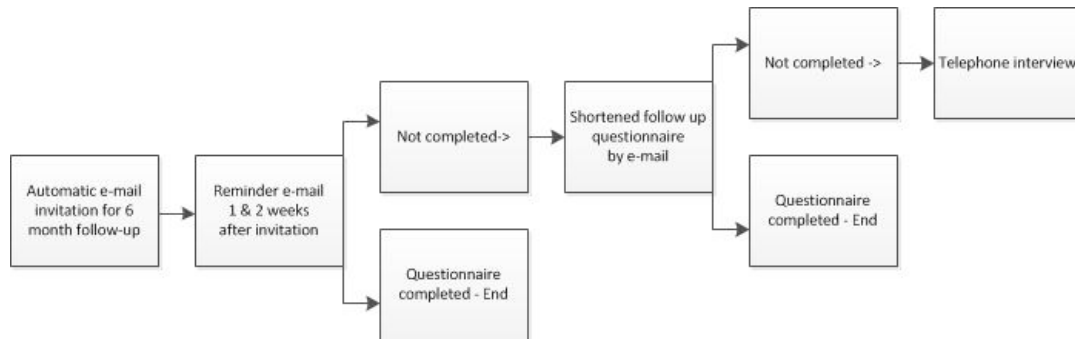 Automatic e-mail
invitation for 6
month follow-up
Reminder e-mail
1 & 2 weeks
after invitation
Not completed->
Questionnaire
completed - End
Shortened follow up
questionnaire
by e-mail
Not completed ->
Questionnaire
completed - End
Telephone interview